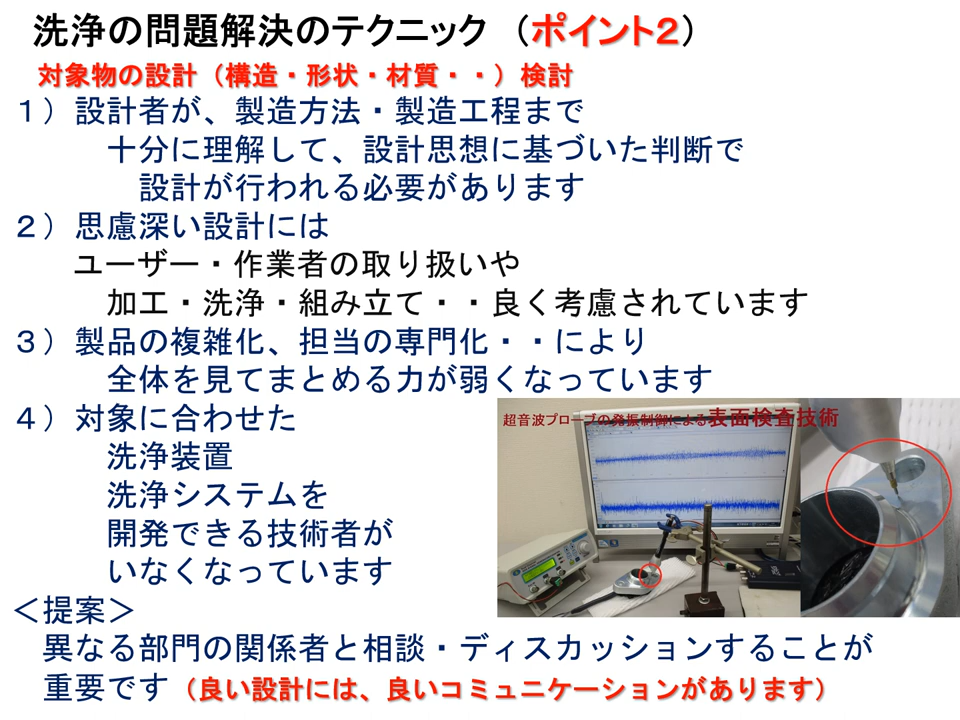 洗浄の問題解決のテクニック （ポイント２）
対象物の設計（構造・形状・材質・・）検討
１）設計者が、製造方法・製造工程まで
十分に理解して、設計思想に基づいた判断で
設計が行われる必要があります
２）思慮深い設計には
ユーザー・作業者の取り扱いや
加工・洗浄・組み立て・・良く考慮されています
３）製品の複雑化、担当の専門化・・により
全体を見てまとめる力が弱くなっています
４）対象に合わせた
洗浄装置
洗浄システムを
開発できる技術者が
いなくなっています
超音波プローブの発振制御による表面検査技術
＜提案＞
異なる部門の関係者と相談・ディスカッションすることが
重要です（良い設計には、良いコミュニケーションがあります）